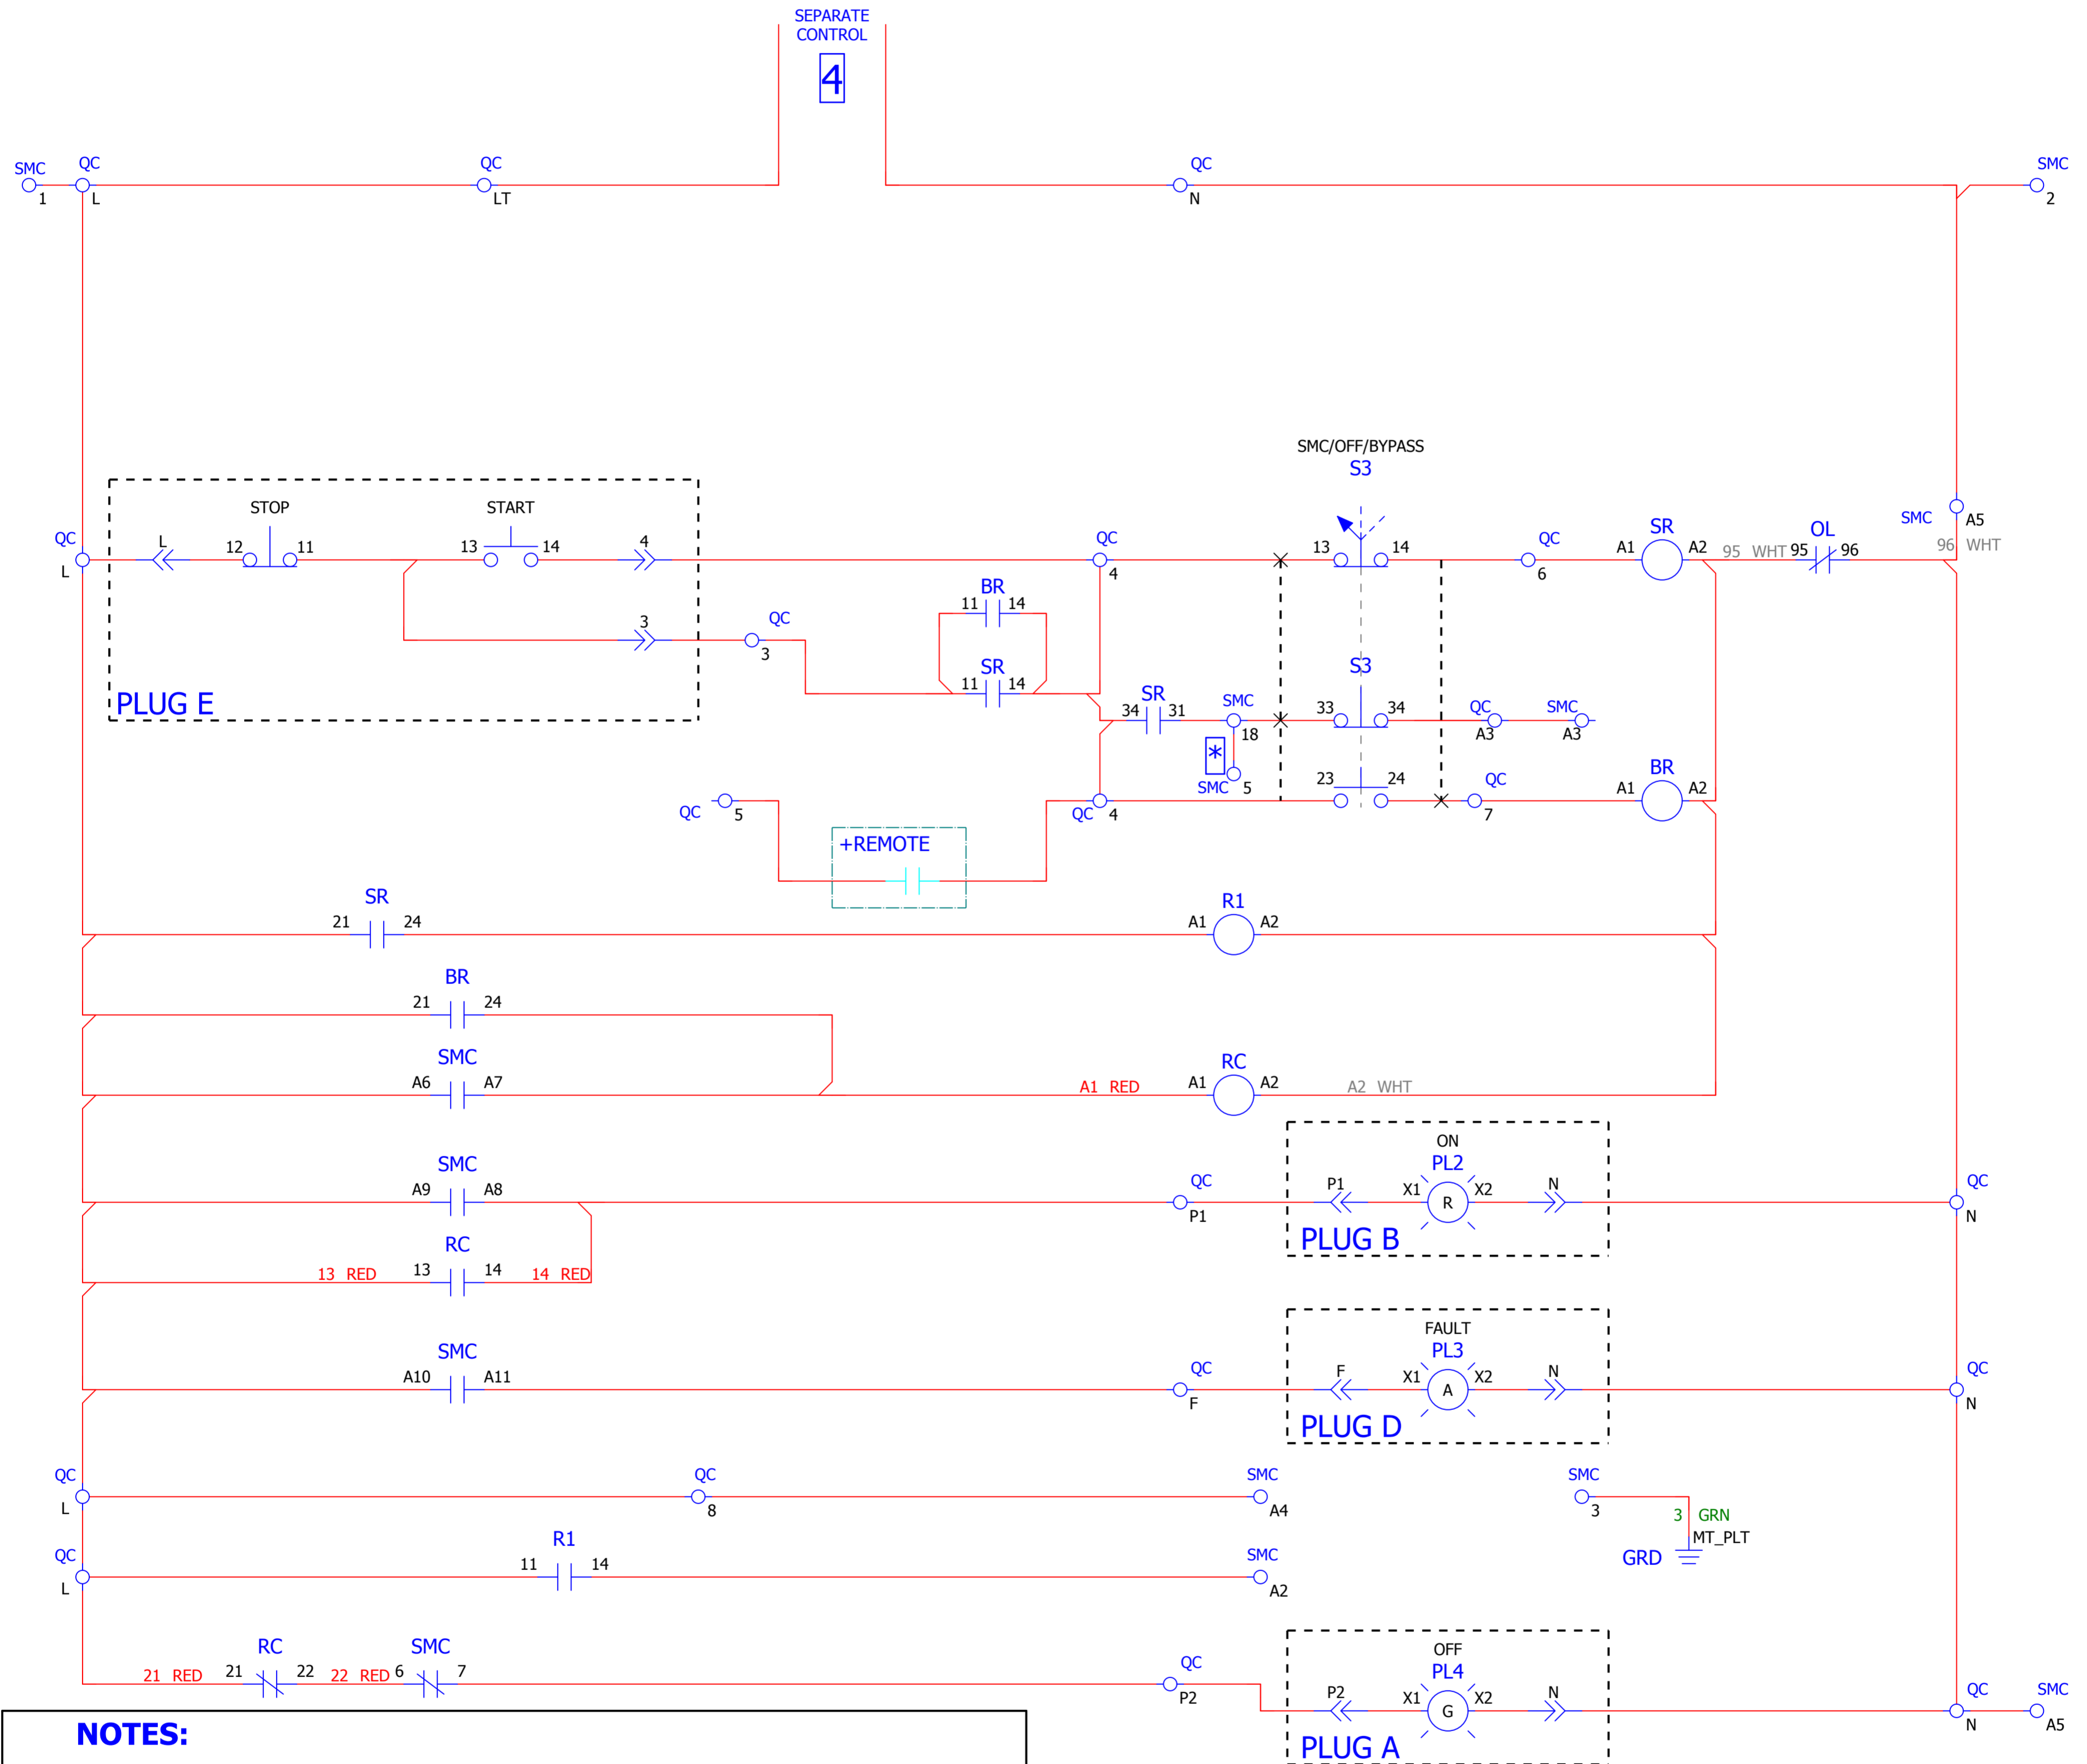 SEPARATE
CONTROL
4
SMC
1
QC
L
QC
LT
QC
N
SMC
2
SMC/OFF/BYPASS
S3
STOP
START
QC
L
L
12
11
13
14
4
QC
4
13
14
QC
6
SR
A1
A2
95 WHT
OL
95
96
SMC
A5
96 WHT
BR
11
14
3
QC
3
SR
11
14
S3
PLUG E
SR
34
31
SMC
18
33
34
QC
A3
SMC
A3
*
SMC
5
QC
5
QC
4
23
24
QC
7
BR
A1
A2
+REMOTE
SR
21
24
R1
A1
A2
BR
21
24
SMC
A6
A7
A1 RED
RC
A1
A2
A2 WHT
SMC
A9
A8
QC
P1
ON
PL2
P1
X1
R
X2
N
PLUG B
QC
N
RC
13 RED
13
14
14 RED
SMC
A10
A11
QC
F
FAULT
PL3
F
X1
A
X2
N
PLUG D
QC
N
QC
L
QC
8
SMC
A4
SMC
3
3 GRN
MT_PLT
GRD
QC
L
R1
11
14
SMC
A2
RC
21 RED
21
22
22 RED
SMC
6
7
QC
P2
OFF
PL4
P2
X1
G
X2
N
PLUG A
QC
N
SMC
A5
NOTES: